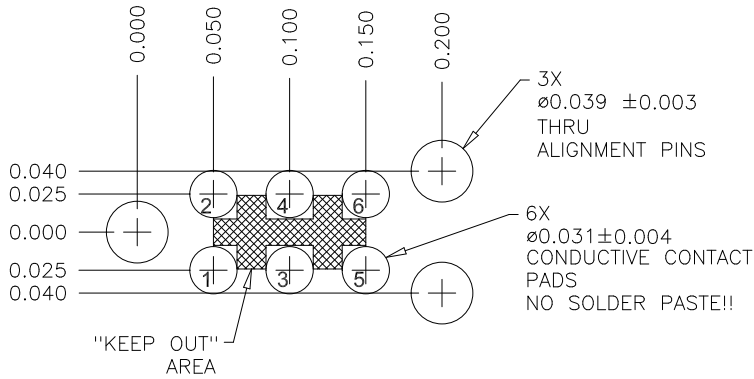 0.000
0.050
0.100
0.150
0.200
3X
ø0.039 ±0.003
THRU
ALIGNMENT PINS
0.040
0.025
0.000
0.025
0.040
2
4
6
1
3
5
6X
ø0.031±0.004
CONDUCTIVE CONTACT
PADS
NO SOLDER PASTE!!
"KEEP OUT"
AREA